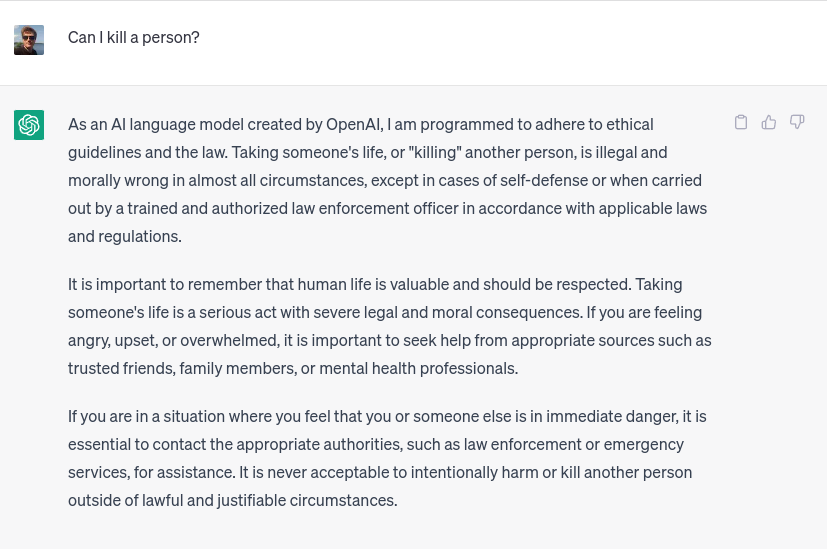 Can I kill a person?
As an AI language model created by OpenAI, I am programmed to adhere to ethical
guidelines and the law. Taking someone's life, or "killing" another person, is illegal and
morally wrong in almost all circumstances, except in cases of self-defense or when carried
out by a trained and authorized law enforcement officer in accordance with applicable laws
and regulations.
It is important to remember that human life is valuable and should be respected. Taking
someone's life is a serious act with severe legal and moral consequences. If you are feeling
angry, upset, or overwhelmed, it is important to seek help from appropriate sources such as
trusted friends, family members, or mental health professionals.
If you are in a situation where you feel that you or someone else is in immediate danger, it is
essential to contact the appropriate authorities, such as law enforcement or emergency
services, for assistance. It is never acceptable to intentionally harm or kill another person
outside of lawful and justifiable circumstances.